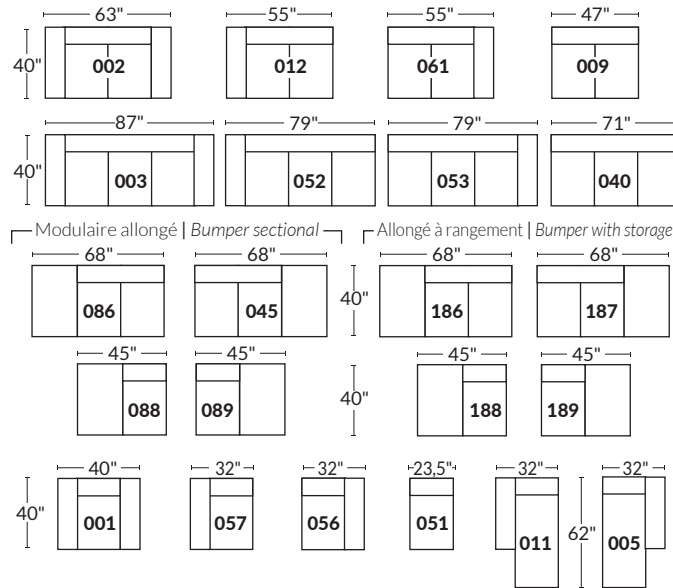 63" 55" 55" 47"
40" 002 012 061 009
87" 79" 79" 71"
40" 003 052 053 040
Modulaire allongé | Bumper sectional Allongé à rangement | Bumper with storage
68" 68" 68" 68"
40"
086 045 186 187
45" 45" 45" 45"
40"
088 089 188 189
40" 32" 32" 23,5" 32" 32"
40" 001 057 056 051
62" 011 005